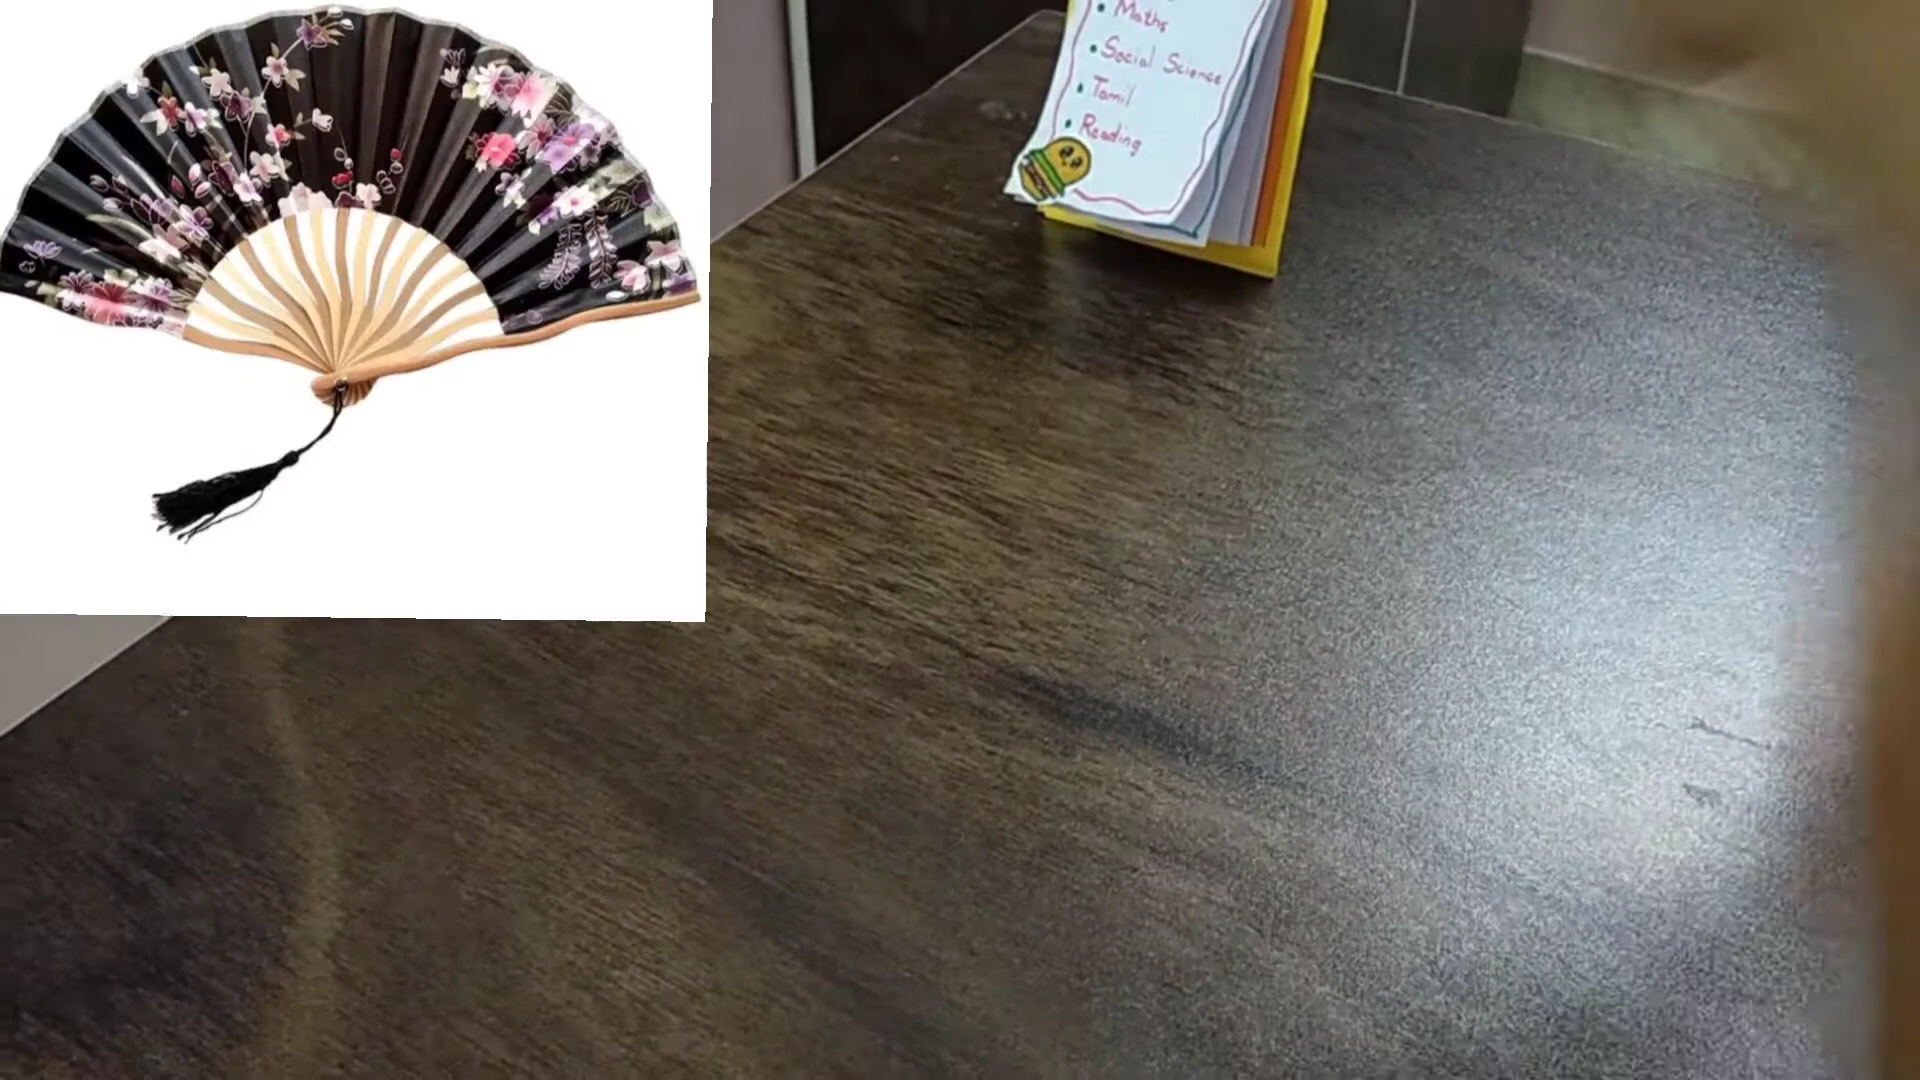 • Maths
• Social Science
• Tamil
• Reading